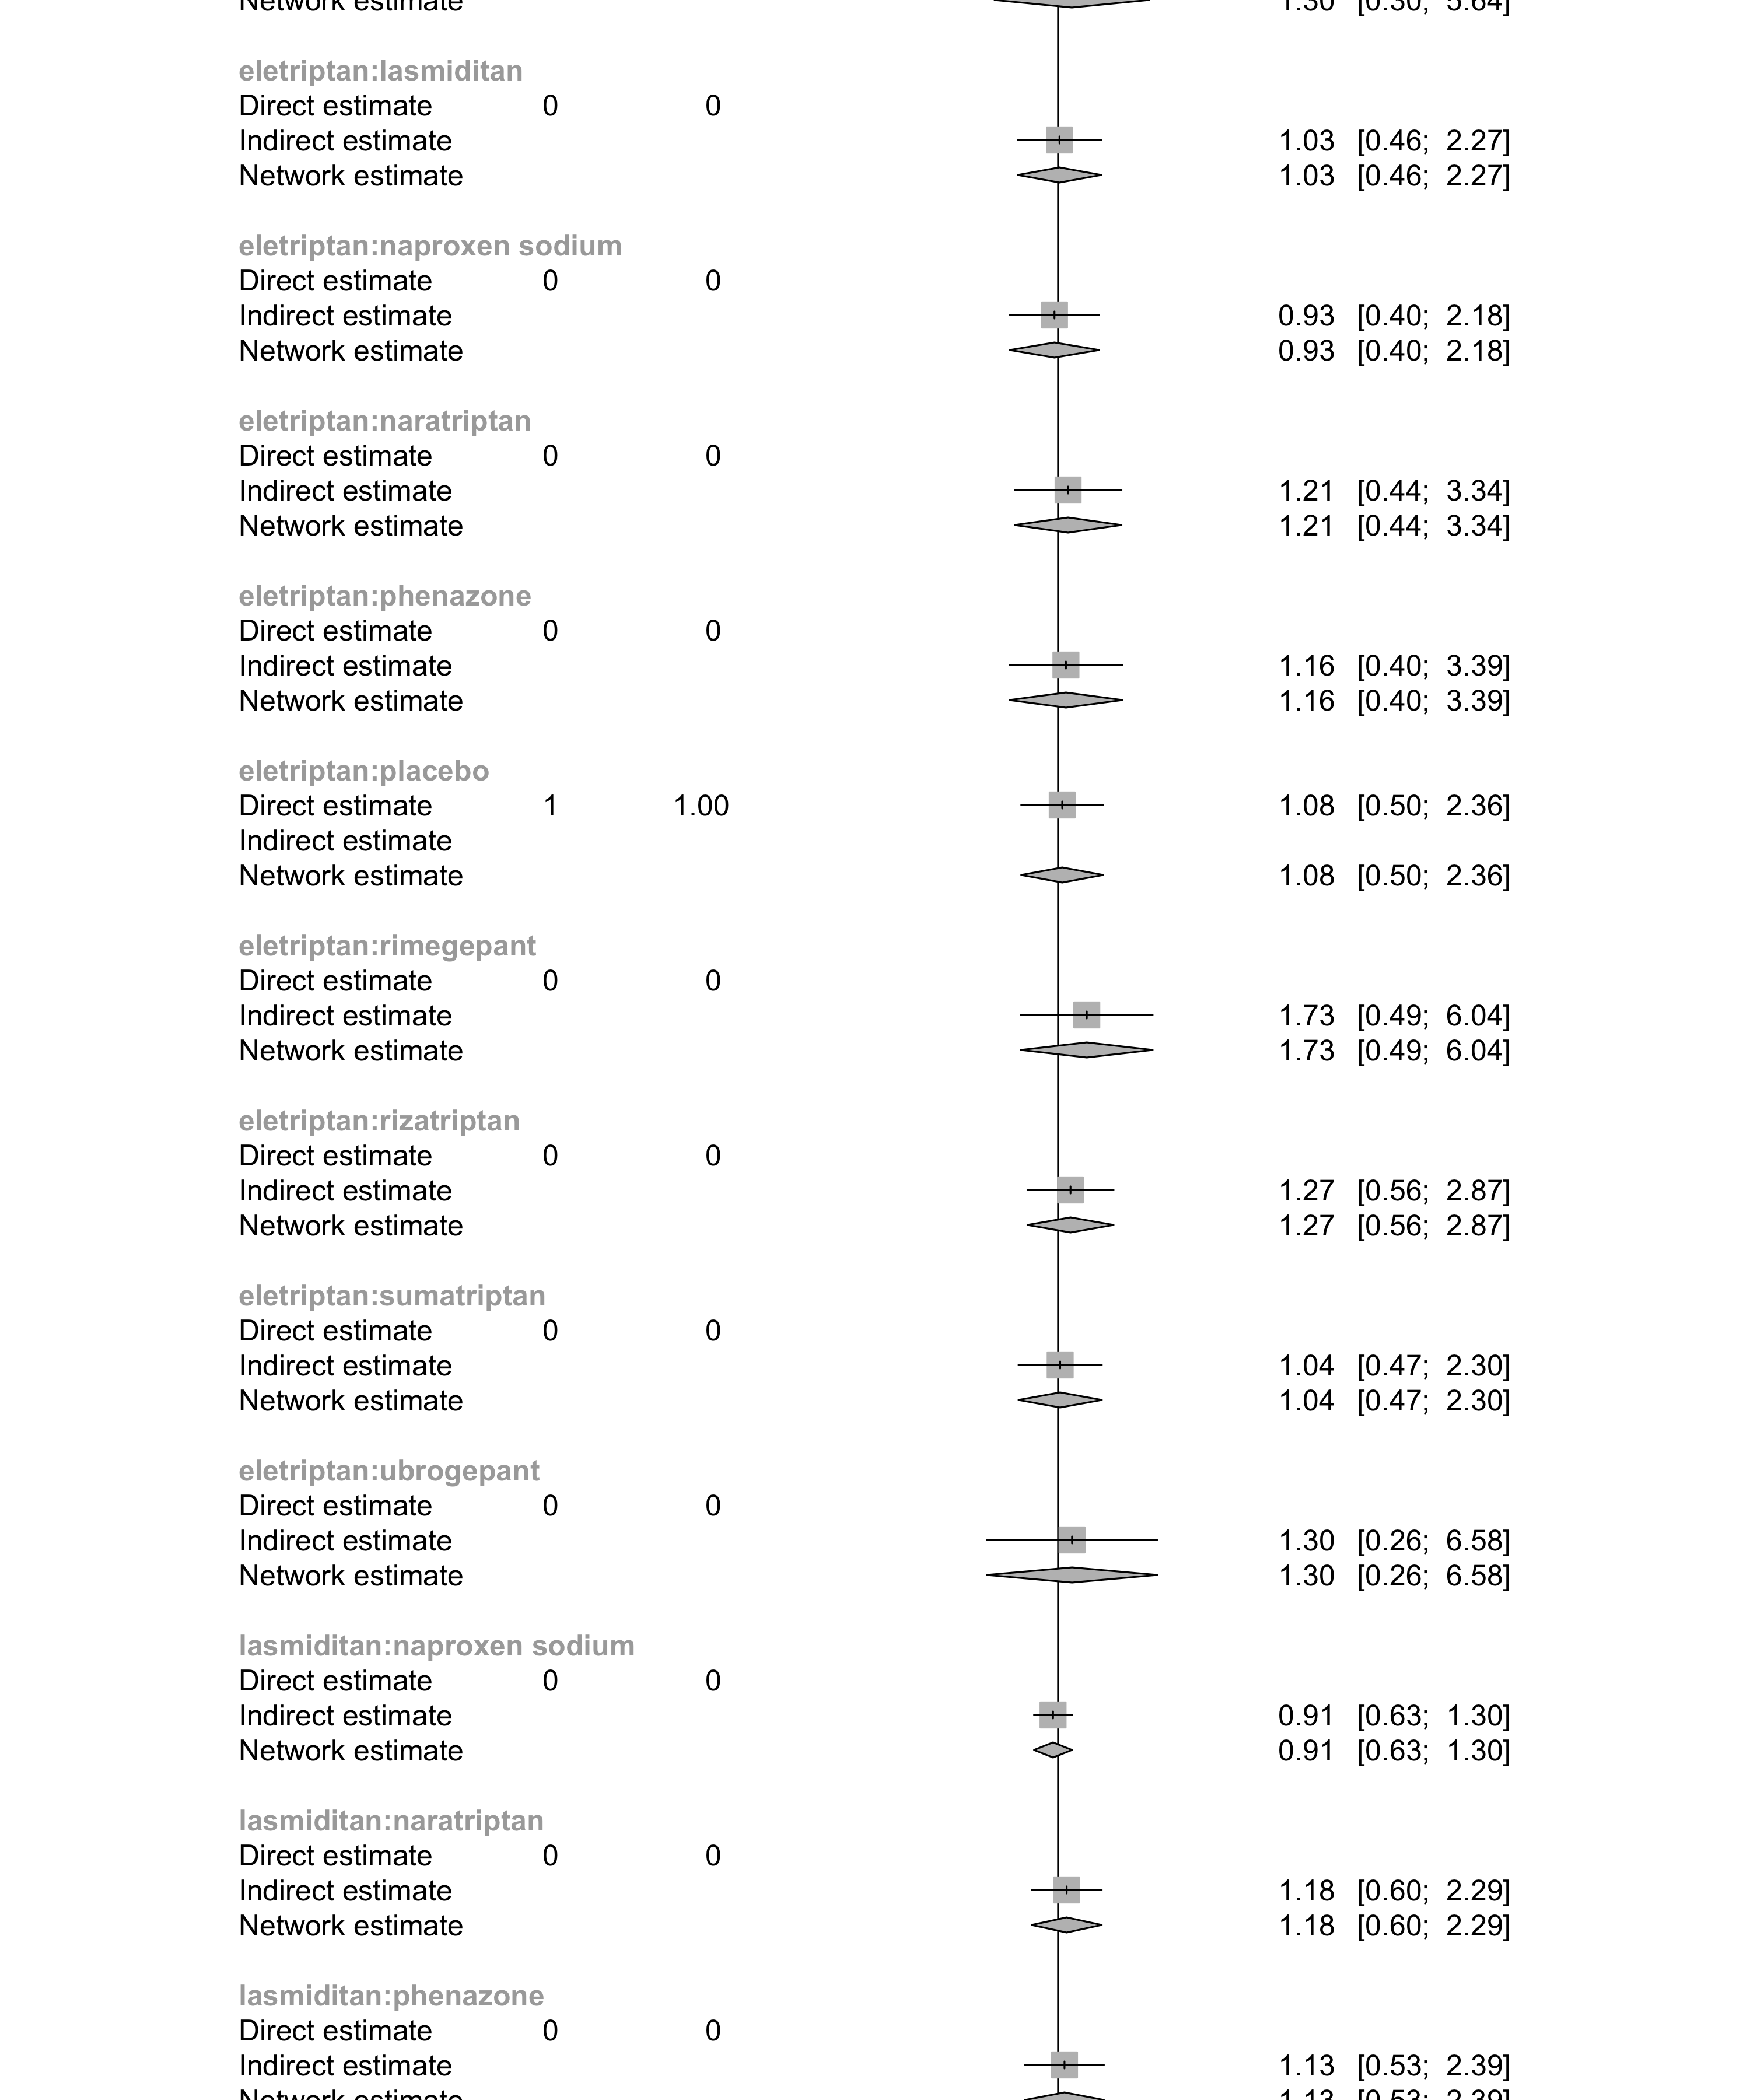 Network estimate 1.30 [0.30; 5.64]
eletriptan:lasmiditan
Direct estimate 0 0
Indirect estimate 1.03 [0.46; 2.27]
Network estimate 1.03 [0.46; 2.27]
eletriptan:naproxen sodium
Direct estimate 0 0
Indirect estimate 0.93 [0.40; 2.18]
Network estimate 0.93 [0.40; 2.18]
eletriptan:naratriptan
Direct estimate 0 0
Indirect estimate 1.21 [0.44; 3.34]
Network estimate 1.21 [0.44; 3.34]
eletriptan:phenazone
Direct estimate 0 0
Indirect estimate 1.16 [0.40; 3.39]
Network estimate 1.16 [0.40; 3.39]
eletriptan:placebo
Direct estimate 1 1.00 1.08 [0.50; 2.36]
Indirect estimate
Network estimate 1.08 [0.50; 2.36]
eletriptan:rimegepant
Direct estimate 0 0
Indirect estimate 1.73 [0.49; 6.04]
Network estimate 1.73 [0.49; 6.04]
eletriptan:rizatriptan
Direct estimate 0 0
Indirect estimate 1.27 [0.56; 2.87]
Network estimate 1.27 [0.56; 2.87]
eletriptan:sumatriptan
Direct estimate 0 0
Indirect estimate 1.04 [0.47; 2.30]
Network estimate 1.04 [0.47; 2.30]
eletriptan:ubrogepant
Direct estimate 0 0
Indirect estimate 1.30 [0.26; 6.58]
Network estimate 1.30 [0.26; 6.58]
lasmiditan:naproxen sodium
Direct estimate 0 0
Indirect estimate 0.91 [0.63; 1.30]
Network estimate 0.91 [0.63; 1.30]
lasmiditan:naratriptan
Direct estimate 0 0
Indirect estimate 1.18 [0.60; 2.29]
Network estimate 1.18 [0.60; 2.29]
lasmiditan:phenazone
Direct estimate 0 0
Indirect estimate 1.13 [0.53; 2.39]
Network estimate 1.13 [0.53; 2.39]